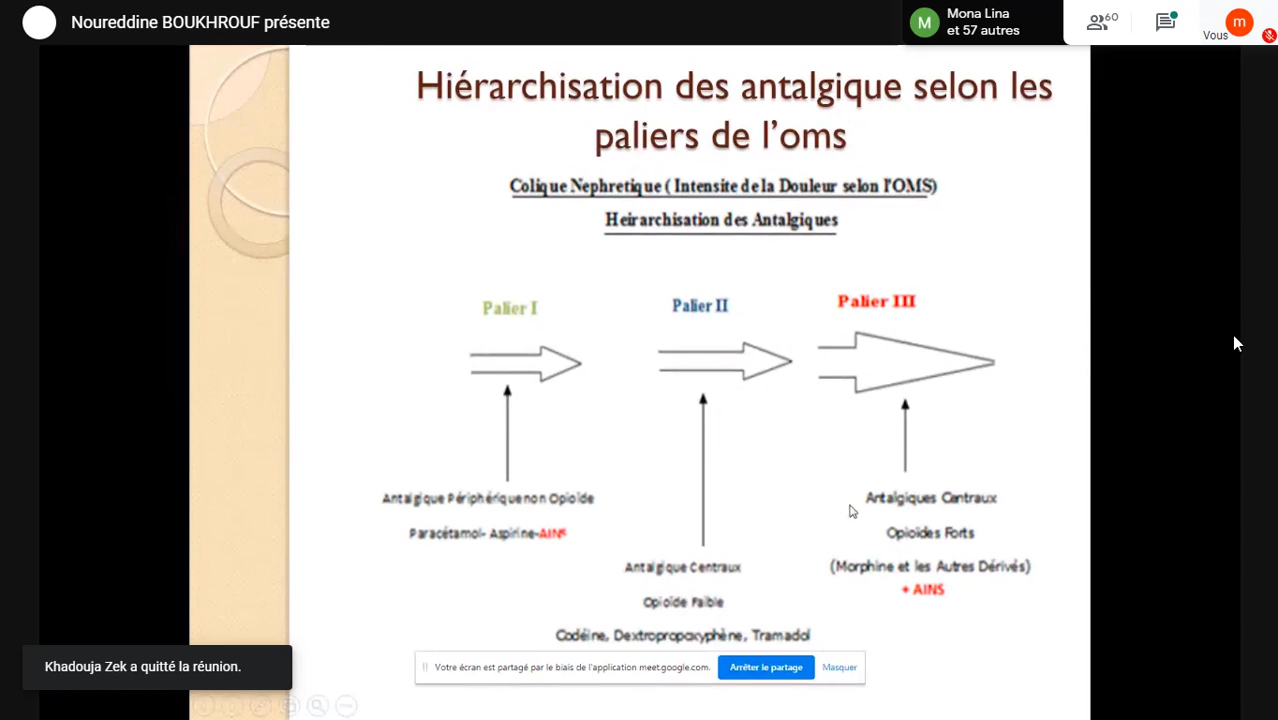 Noureddine BOUKHROUF présente
M
Mona Lina
et 57 autres
60
m
Vous
Hiérarchisation des antalgique selon les
paliers de l'oms
Colique Nephretique ( Intensite de la Douleur selon l'OMS)
Heirarchisation des Antalgiques
Palier I
Palier II
Palier III
Antalgique Périphérique non Opioïde
Paracétamol- Aspirine-AINS
Antalgique Centraux
Opioïde Faible
Codéine, Dextropropoxyphène, Tramadol
Antalgiques Centraux
Opioïdes Forts
(Morphine et les Autres Dérivés)
+ AINS
Votre écran est partagé par le biais de l'application meet.google.com.
Arrêter le partage
Masquer
Khadouja Zek a quitté la réunion.